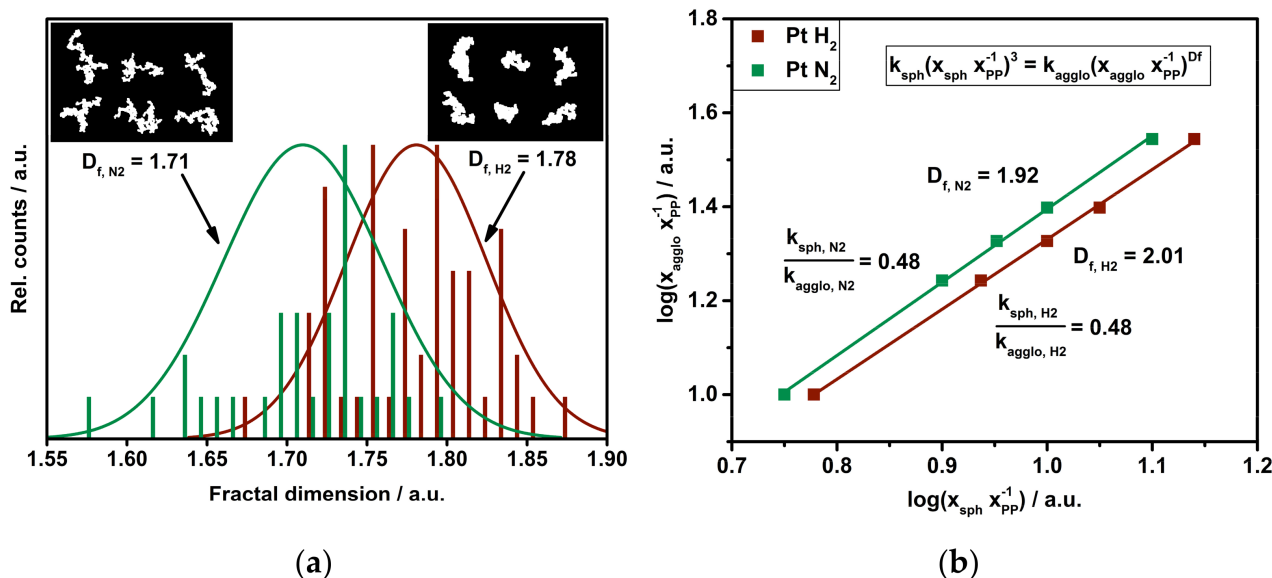 Rel. counts / a.u.
D_f, N2 = 1.71
D_f, H2 = 1.78
1.55 1.60 1.65 1.70 1.75 1.80 1.85 1.90
Fractal dimension / a.u.
(a)
log(x_agglo x_PP^-1) / a.u.
1.8
1.6
1.4
1.2
1.0
Pt H₂
Pt N₂
k_sph(x_sph x_PP^-1)^3 = k_agglo(x_agglo x_PP^-1)^Df
D_f, N2 = 1.92
k_sph, N2
k_agglo, N2
= 0.48
D_f, H2 = 2.01
k_sph, H2
k_agglo, H2
= 0.48
0.7 0.8 0.9 1.0 1.1 1.2
log(x_sph x_PP^-1) / a.u.
(b)